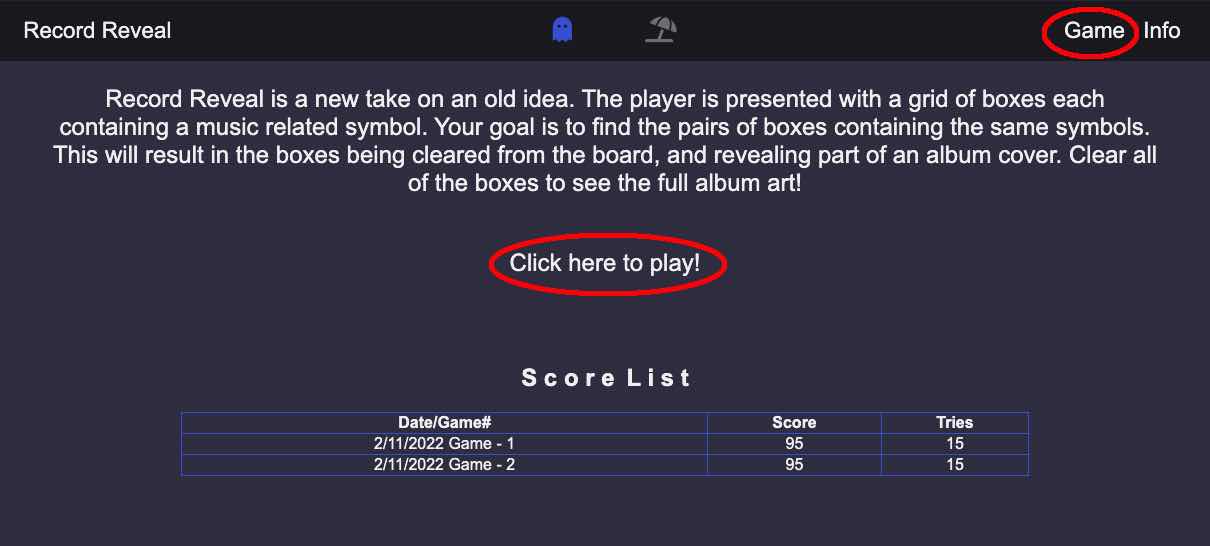 Record Reveal Game Info
Record Reveal is a new take on an old idea. The player is presented with a grid of boxes each
containing a music related symbol. Your goal is to find the pairs of boxes containing the same symbols.
This will result in the boxes being cleared from the board, and revealing part of an album cover. Clear all
of the boxes to see the full album art!
Click here to play!
Score List
Date/Game# Score Tries
2/11/2022 Game - 1 95 15
2/11/2022 Game - 2 95 15